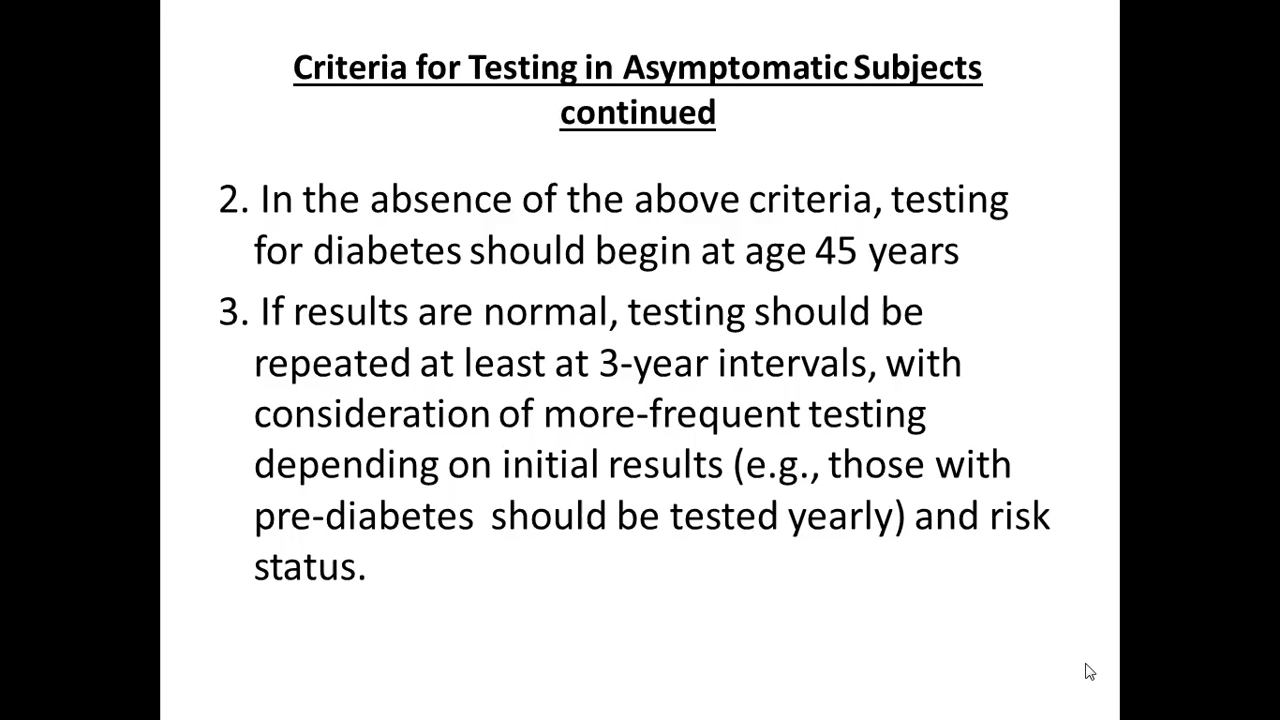 Criteria for Testing in Asymptomatic Subjects
continued
2. In the absence of the above criteria, testing
for diabetes should begin at age 45 years
3. If results are normal, testing should be
repeated at least at 3-year intervals, with
consideration of more-frequent testing
depending on initial results (e.g., those with
pre-diabetes  should be tested yearly) and risk
status.